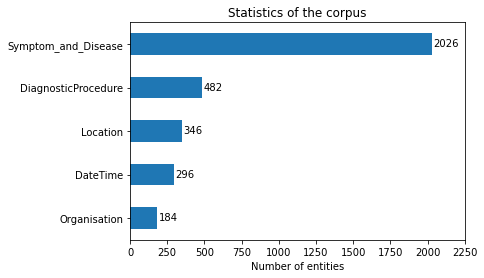 Statistics of the corpus
Symptom_and_Disease 2026
DiagnosticProcedure 482
Location 346
DateTime 296
Organisation 184
0 250 500 750 1000 1250 1500 1750 2000 2250
Number of entities